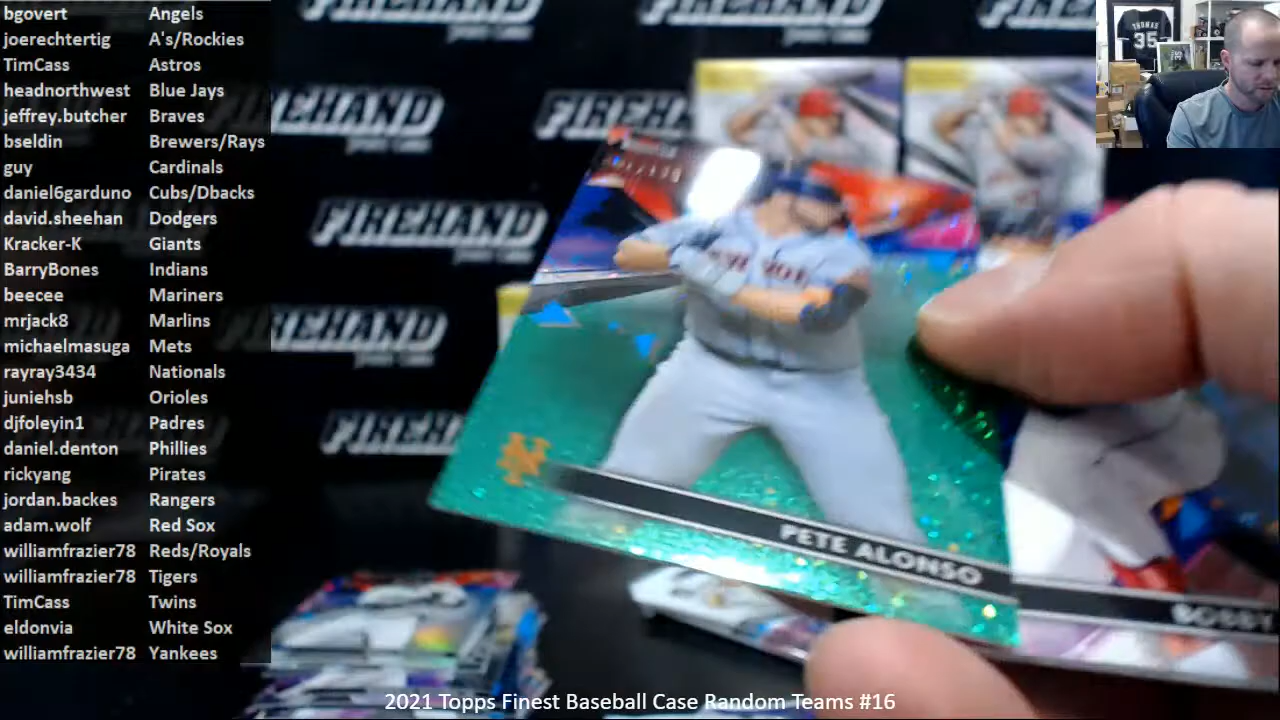 bgovert Angels
joerechtertig A's/Rockies
TimCass Astros
headnorthwest Blue Jays
jeffrey.butcher Braves
bseldin Brewers/Rays
guy Cardinals
daniel6garduno Cubs/Dbacks
david.sheehan Dodgers
Kracker-K Giants
BarryBones Indians
beecee Mariners
mrjack8 Marlins
michaelmasuga Mets
rayray3434 Nationals
juniehsb Orioles
djfoleyin1 Padres
daniel.denton Phillies
rickyang Pirates
jordan.backes Rangers
adam.wolf Red Sox
williamfrazier78 Reds/Royals
williamfrazier78 Tigers
TimCass Twins
eldonvia White Sox
williamfrazier78 Yankees
THOMAS
35
FIREHAND
FIREHAND
FIREHAND
FIREHAND
FIREHAND
PETE ALONSO
BOBBY
2021 Topps Finest Baseball Case Random Teams #16